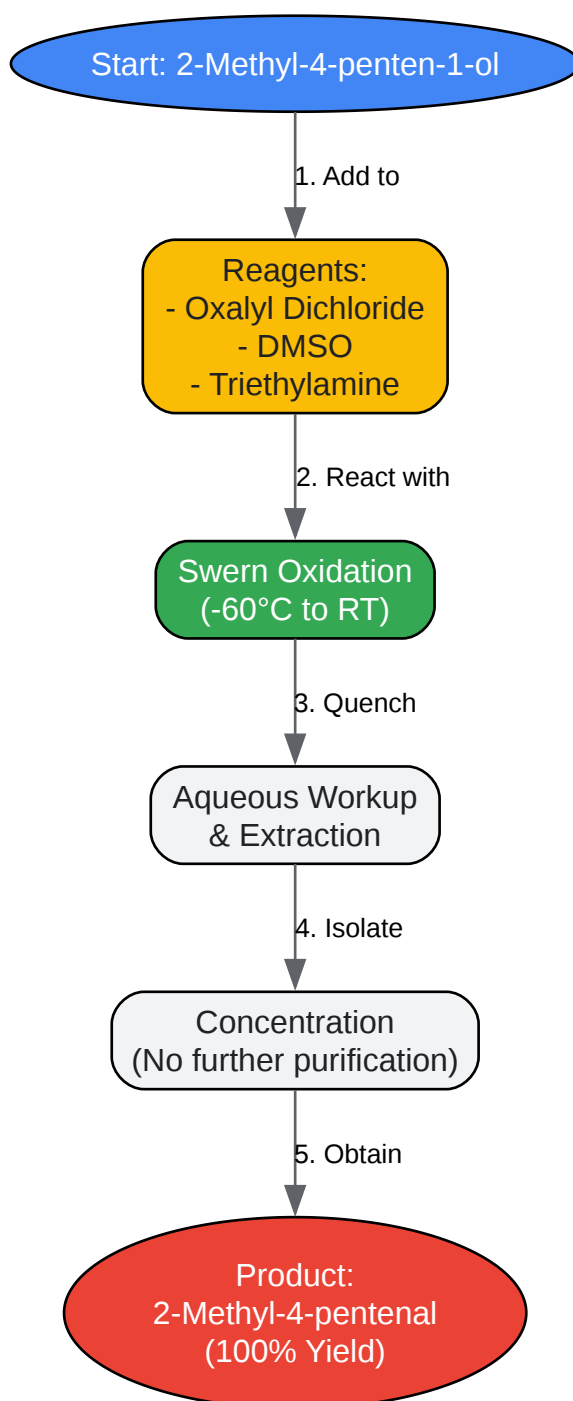 Start: 2-Methyl-4-penten-1-ol
1. Add to
Reagents:
- Oxalyl Dichloride
- DMSO
- Triethylamine
2. React with
Swern Oxidation
(-60°C to RT)
3. Quench
Aqueous Workup
& Extraction
4. Isolate
Concentration
(No further purification)
5. Obtain
Product:
2-Methyl-4-pentenal
(100% Yield)